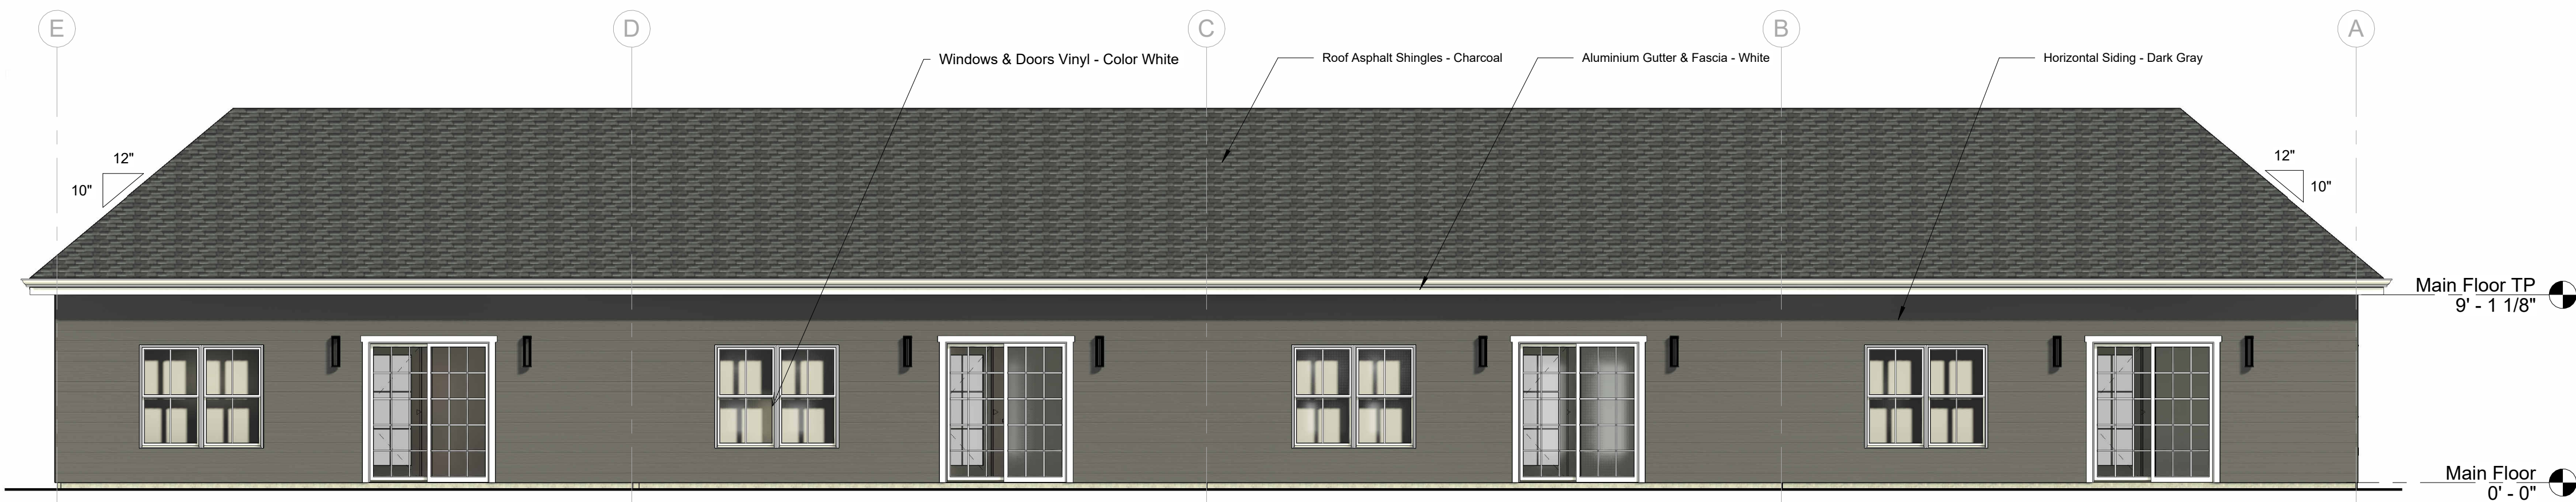 E
D
C
B
A
Windows & Doors Vinyl - Color White
Roof Asphalt Shingles - Charcoal
Aluminium Gutter & Fascia - White
Horizontal Siding - Dark Gray
12"
10"
12"
10"
Main Floor TP
9' - 1 1/8"
Main Floor
0' - 0"